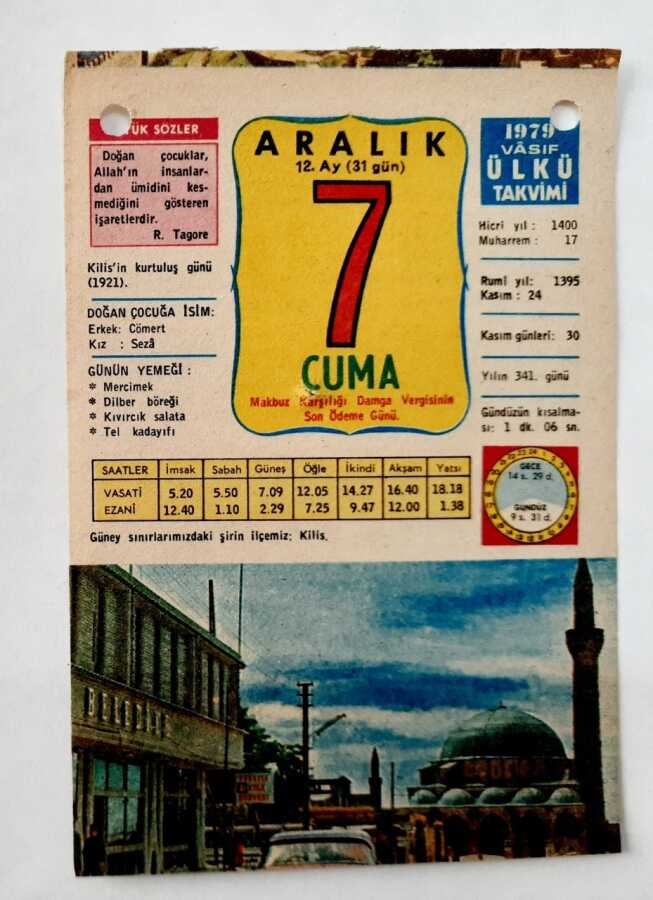 YÜK SÖZLER
Doğan çocuklar,
Allah'ın insanlar-
dan ümidini kes-
mediğini gösteren
işaretlerdir.
R. Tagore
Kilis'in kurtuluş günü
(1921).
DOĞAN ÇOCUĞA İSİM:
Erkek: Cömert
Kız : Sezâ
GÜNÜN YEMEĞİ :
* Mercimek
* Dilber böreği
* Kıvırcık salata
* Tel kadayıfı
ARALIK
12. Ay (31 gün)
7
CUMA
Makbuz Karşılığı Damga Vergisinin
Son Ödeme Günü.
1979
VÂSIF
ÜLKÜ
TAKVİMİ
Hicri yıl : 1400
Muharrem : 17
Rumî yıl: 1395
Kasım : 24
Kasım günleri: 30
Yılın 341. günü
Gündüzün kısalma-
sı: 1 dk. 06 sn.
SAATLER İmsak Sabah Güneş Öğle İkindi Akşam Yatsı
VASATİ 5.20 5.50 7.09 12.05 14.27 16.40 18.18
EZANİ 12.40 1.10 2.29 7.25 9.47 12.00 1.38
GECE
14 s. 29 d.
GÜNDÜZ
9 s. 31 d.
Güney sınırlarımızdaki şirin ilçemiz: Kilis.